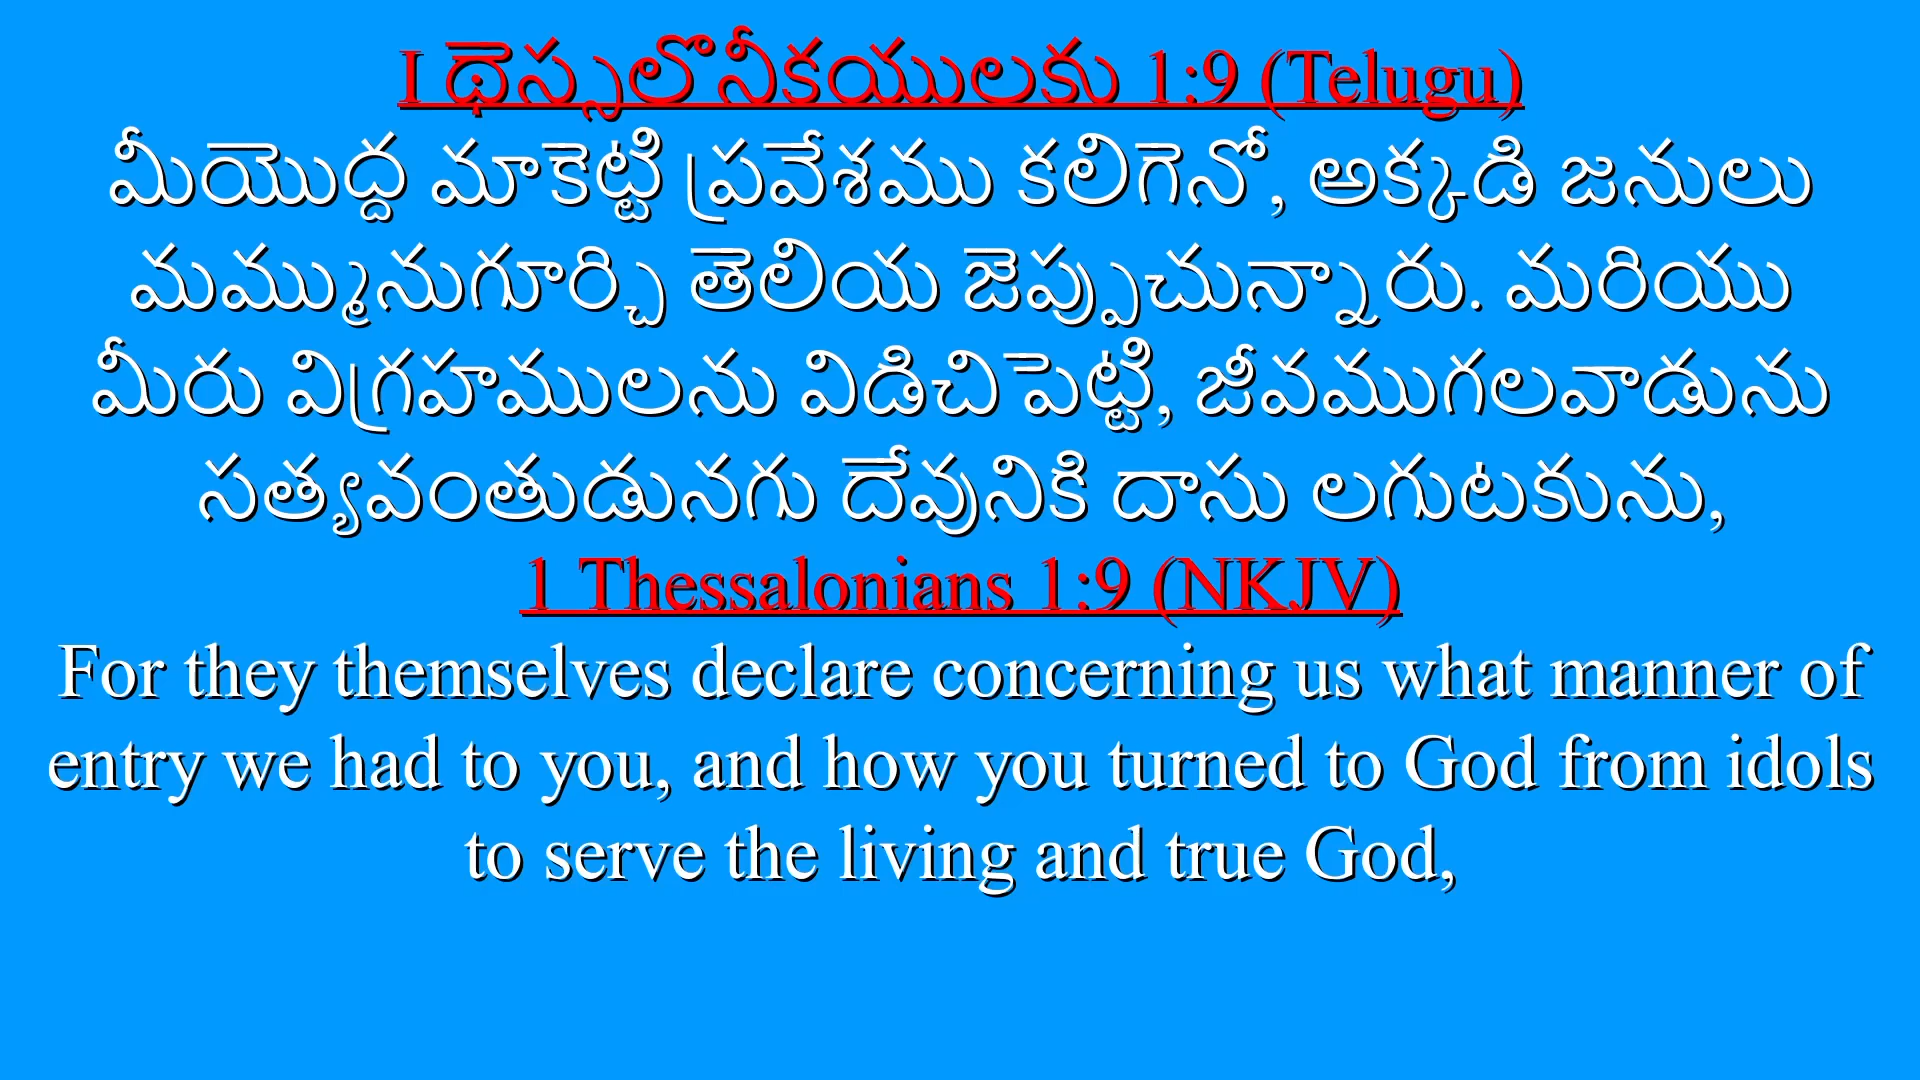 I థెస్సలొనీకయులకు 1:9 (Telugu)
మీయొద్ద మాకెట్టి ప్రవేశము కలిగెనో, అక్కడి జనులు
మమ్మునుగూర్చి తెలియ జెప్పుచున్నారు. మరియు
మీరు విగ్రహములను విడిచిపెట్టి, జీవముగలవాడును
సత్యవంతుడునగు దేవునికి దాసు లగుటకును,
1 Thessalonians 1:9 (NKJV)
For they themselves declare concerning us what manner of
entry we had to you, and how you turned to God from idols
to serve the living and true God,